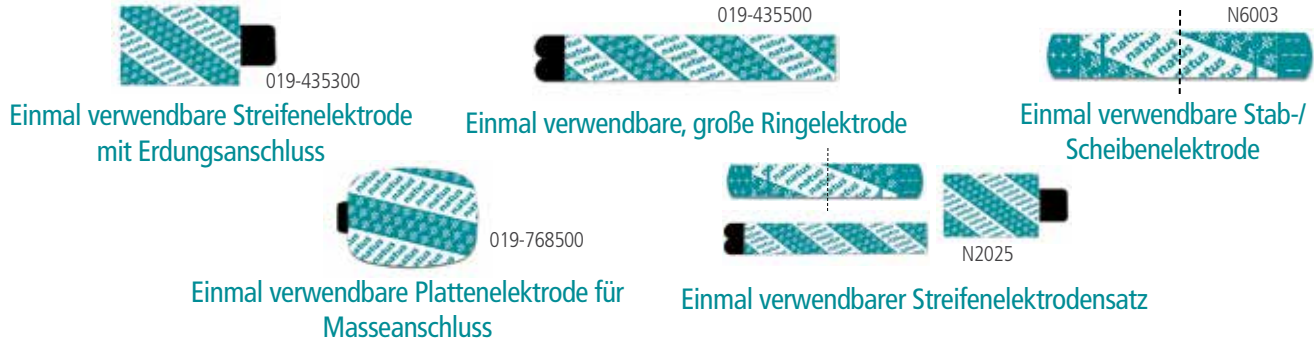 019-435300
Einmal verwendbare Streifenelektrode
mit Erdungsanschluss
019-435500
Einmal verwendbare, große Ringelektrode
N6003
Einmal verwendbare Stab-/
Scheibenelektrode
019-768500
Einmal verwendbare Plattenelektrode für
Masseanschluss
N2025
Einmal verwendbarer Streifenelektrodensatz
natus